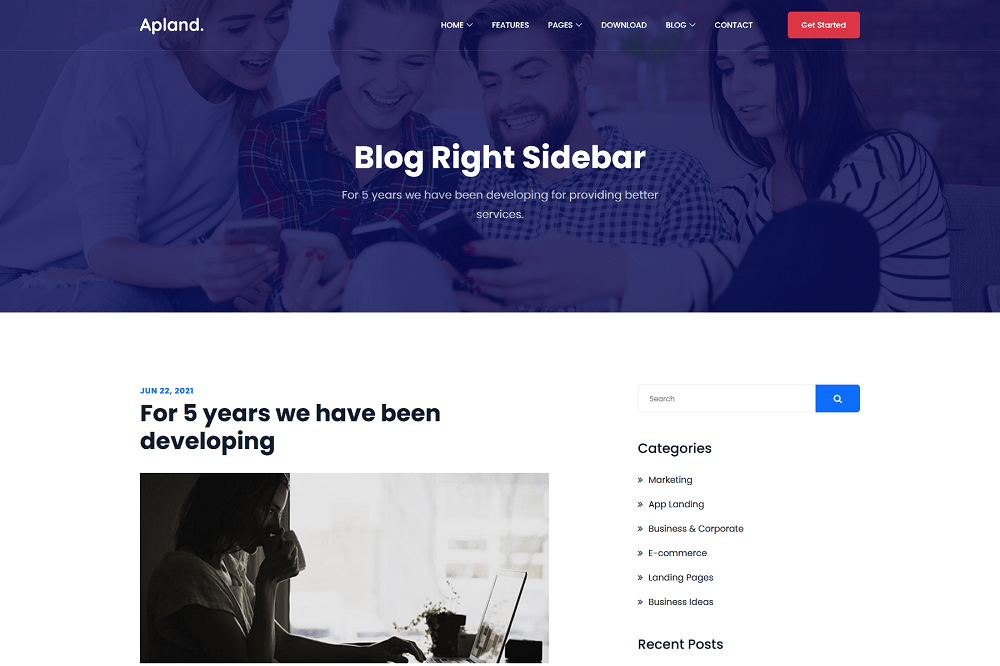 Apland.
HOME FEATURES PAGES DOWNLOAD BLOG CONTACT Get Started
Blog Right Sidebar
For 5 years we have been developing for providing better
services.
JUN 22, 2021
For 5 years we have been
developing
Search
Categories
» Marketing
» App Landing
» Business & Corporate
» E-commerce
» Landing Pages
» Business Ideas
Recent Posts